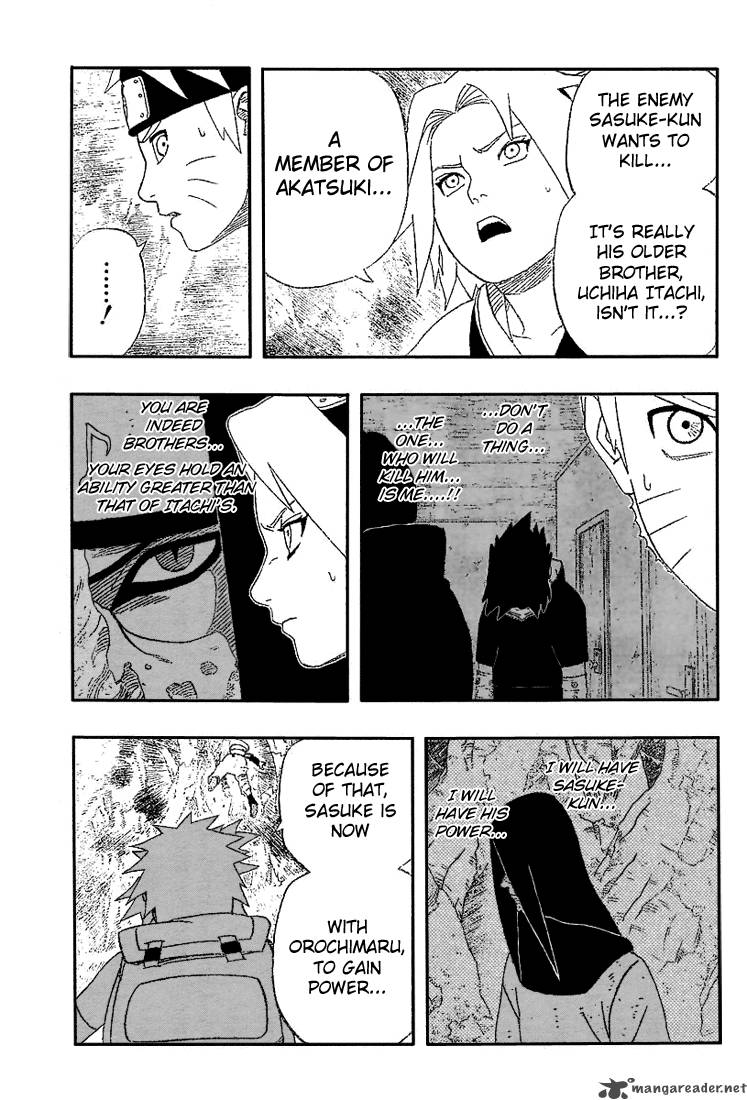 THE ENEMY
SASUKE-KUN
WANTS TO
KILL...
IT'S REALLY
HIS OLDER
BROTHER,
UCHIHA ITACHI,
ISN'T IT...?
A
MEMBER OF
AKATSUKI...
......!
...DON'T
DO A
THING...
...THE
ONE...
WHO WILL
KILL HIM...
IS ME....!!
YOU ARE
INDEED
BROTHERS...
YOUR EYES HOLD AN
ABILITY GREATER THAN
THAT OF ITACHI'S.
I WILL HAVE
SASUKE-
KUN...
I WILL
HAVE HIS
POWER...
BECAUSE
OF THAT,
SASUKE IS
NOW
WITH
OROCHIMARU,
TO GAIN
POWER...
mangareader.net